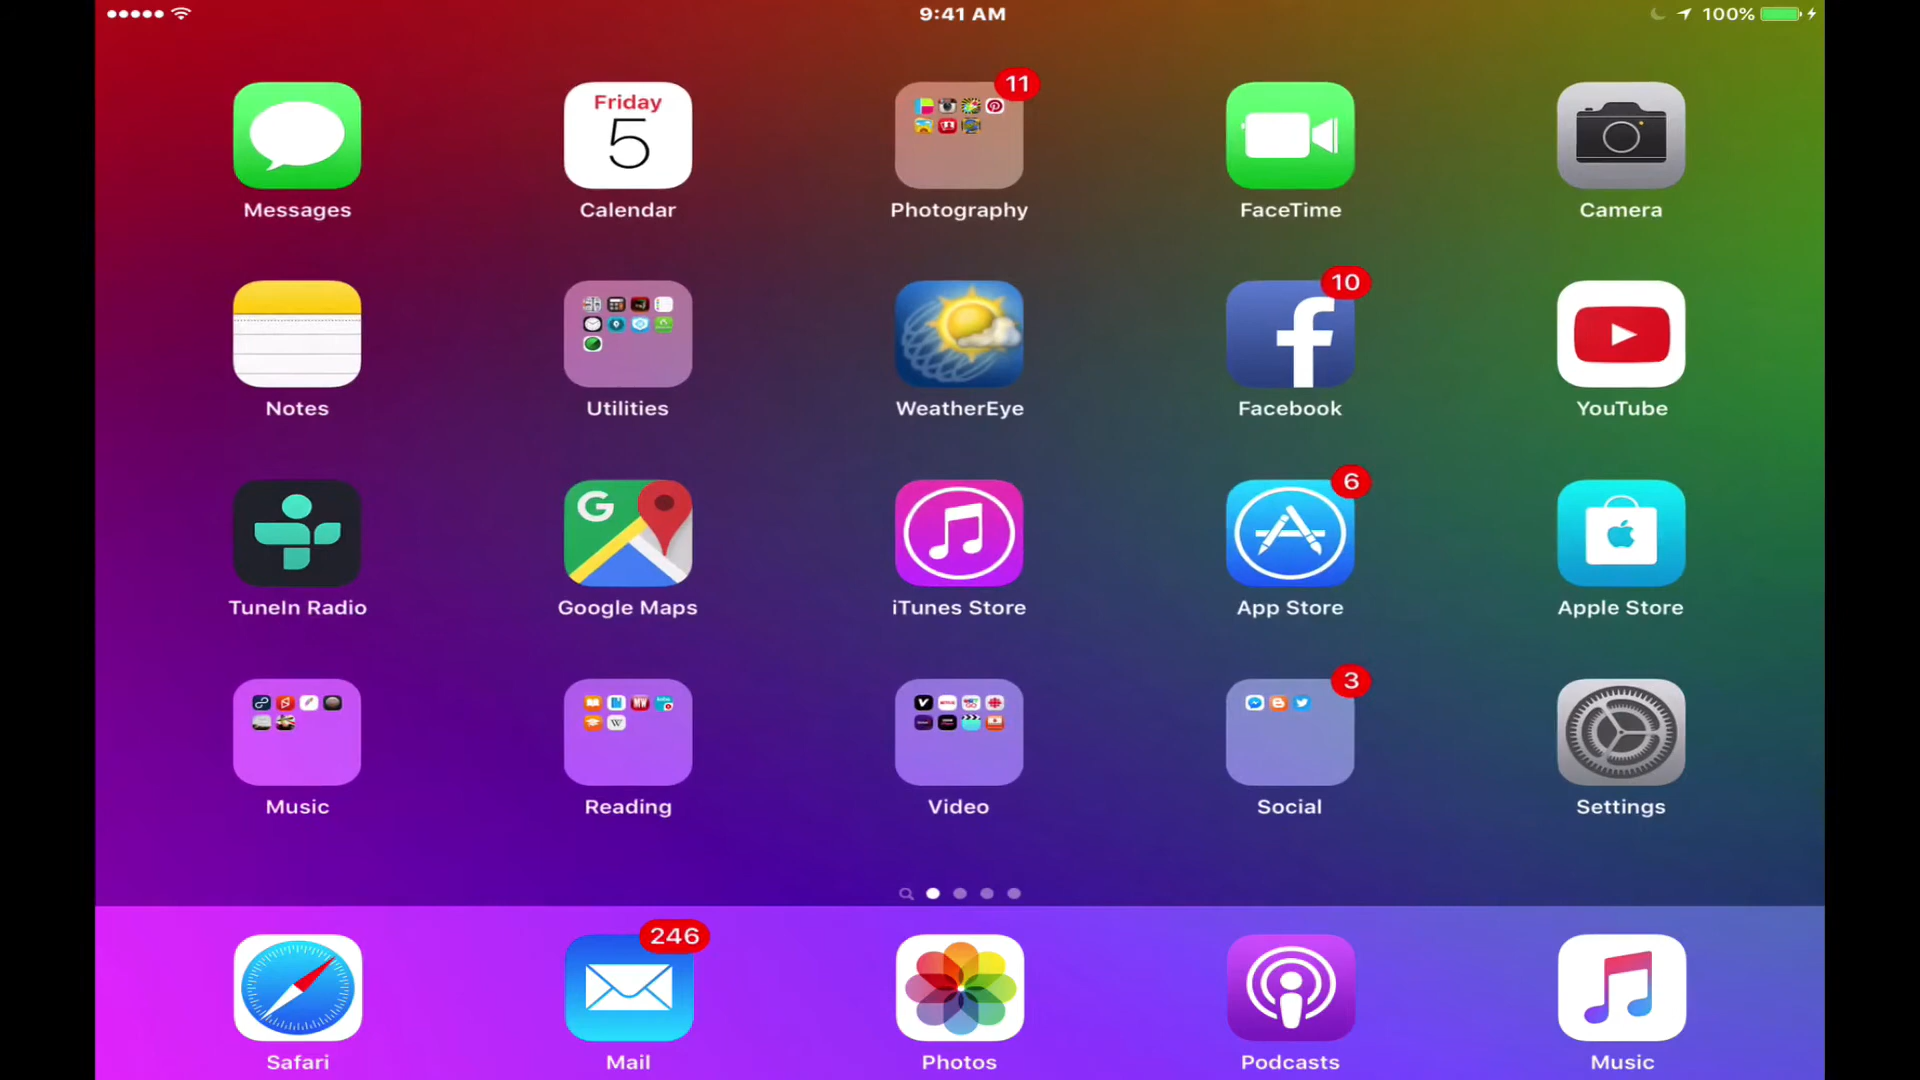 9:41 AM
100%
Friday
5
11
Messages
Calendar
Photography
FaceTime
Camera
10
Notes
Utilities
WeatherEye
Facebook
YouTube
G
6
TuneIn Radio
Google Maps
iTunes Store
App Store
Apple Store
MW
W
3
Music
Reading
Video
Social
Settings
246
Safari
Mail
Photos
Podcasts
Music